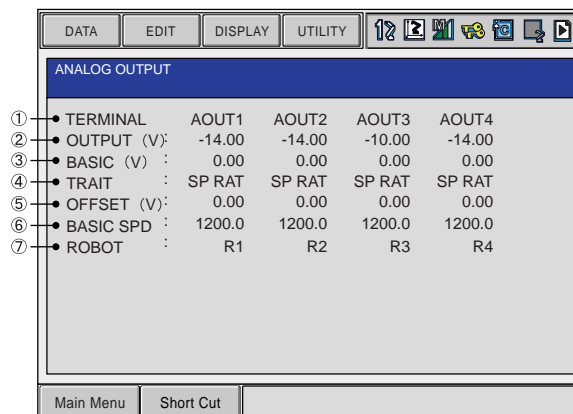 DATA EDIT DISPLAY UTILITY
ANALOG OUTPUT
① TERMINAL AOUT1 AOUT2 AOUT3 AOUT4
② OUTPUT (V): -14.00 -14.00 -10.00 -14.00
③ BASIC (V) : 0.00 0.00 0.00 0.00
④ TRAIT : SP RAT SP RAT SP RAT SP RAT
⑤ OFFSET (V): 0.00 0.00 0.00 0.00
⑥ BASIC SPD : 1200.0 1200.0 1200.0 1200.0
⑦ ROBOT : R1 R2 R3 R4
Main Menu Short Cut